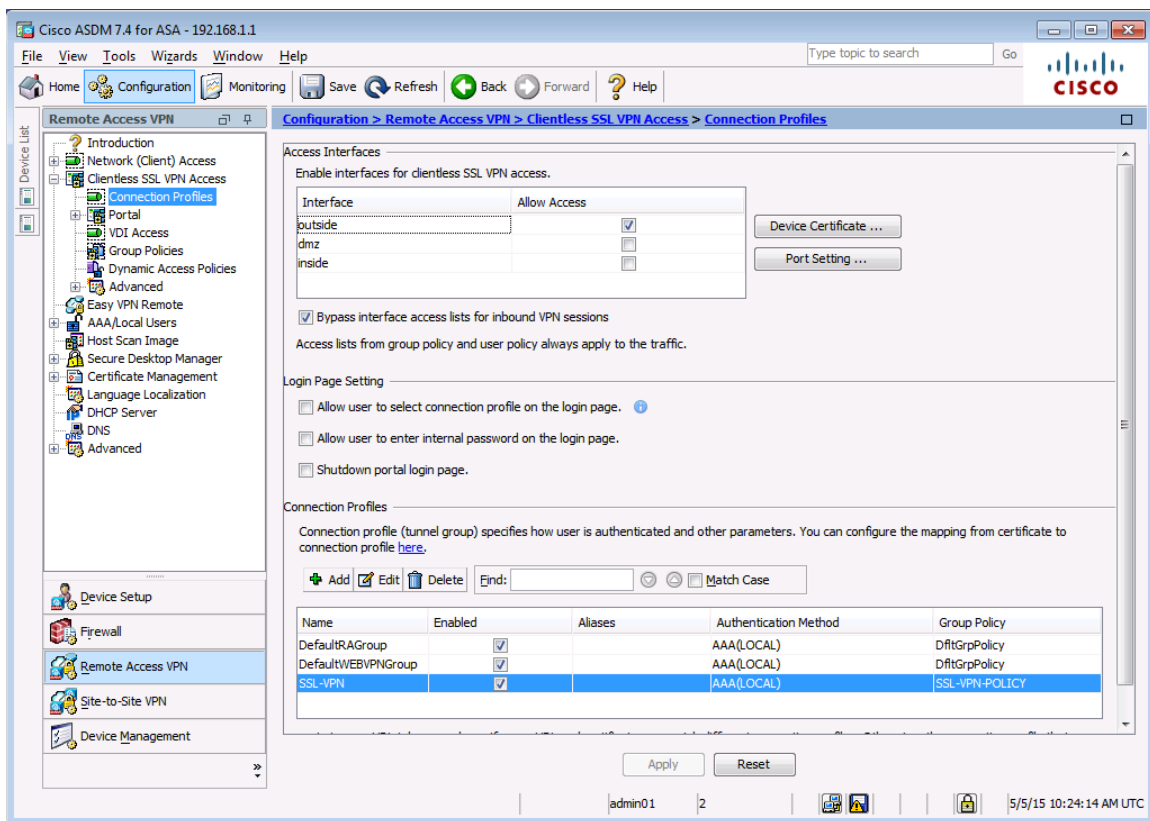 Cisco ASDM 7.4 for ASA - 192.168.1.1
File View Tools Wizards Window Help
Type topic to search Go
Home Configuration Monitoring Save Refresh Back Forward Help
CISCO
Device List
Remote Access VPN
Introduction
Network (Client) Access
Clientless SSL VPN Access
Connection Profiles
Portal
VDI Access
Group Policies
Dynamic Access Policies
Advanced
Easy VPN Remote
AAA/Local Users
Host Scan Image
Secure Desktop Manager
Certificate Management
Language Localization
DHCP Server
DNS
Advanced
Device Setup
Firewall
Remote Access VPN
Site-to-Site VPN
Device Management
Configuration > Remote Access VPN > Clientless SSL VPN Access > Connection Profiles
Access Interfaces
Enable interfaces for clientless SSL VPN access.
Interface Allow Access
outside
dmz
inside
Device Certificate ...
Port Setting ...
Bypass interface access lists for inbound VPN sessions
Access lists from group policy and user policy always apply to the traffic.
Login Page Setting
Allow user to select connection profile on the login page.
Allow user to enter internal password on the login page.
Shutdown portal login page.
Connection Profiles
Connection profile (tunnel group) specifies how user is authenticated and other parameters. You can configure the mapping from certificate to
connection profile here.
Add Edit Delete Find: Match Case
Name Enabled Aliases Authentication Method Group Policy
DefaultRAGroup AAA(LOCAL) DfltGrpPolicy
DefaultWEBVPNGroup AAA(LOCAL) DfltGrpPolicy
SSL-VPN AAA(LOCAL) SSL-VPN-POLICY
Apply Reset
admin01 2 5/5/15 10:24:14 AM UTC